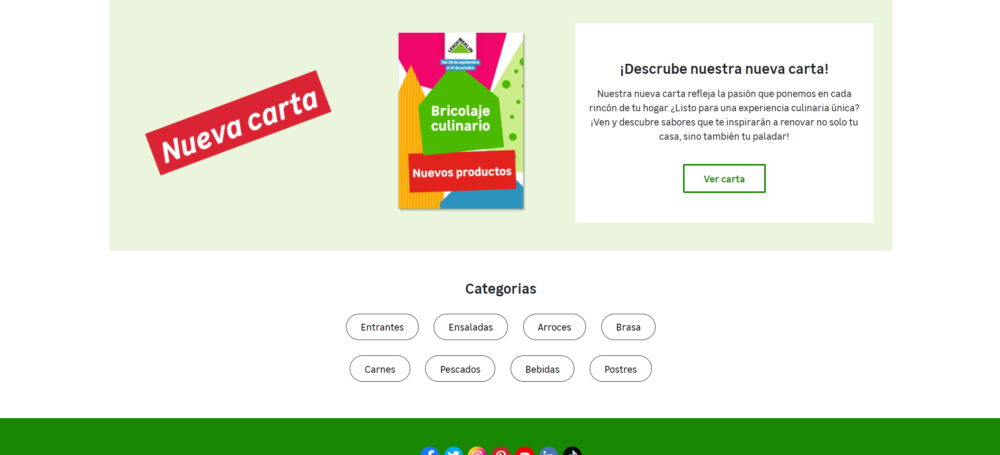 Nueva carta
LEROY MERLIN
Del 29 de septiembre
al 31 de octubre
Bricolaje
culinario
Nuevos productos
¡Descrube nuestra nueva carta!
Nuestra nueva carta refleja la pasión que ponemos en cada
rincón de tu hogar. ¿Listo para una experiencia culinaria única?
¡Ven y descubre sabores que te inspirarán a renovar no solo tu
casa, sino también tu paladar!
Ver carta
Categorias
Entrantes Ensaladas Arroces Brasa
Carnes Pescados Bebidas Postres